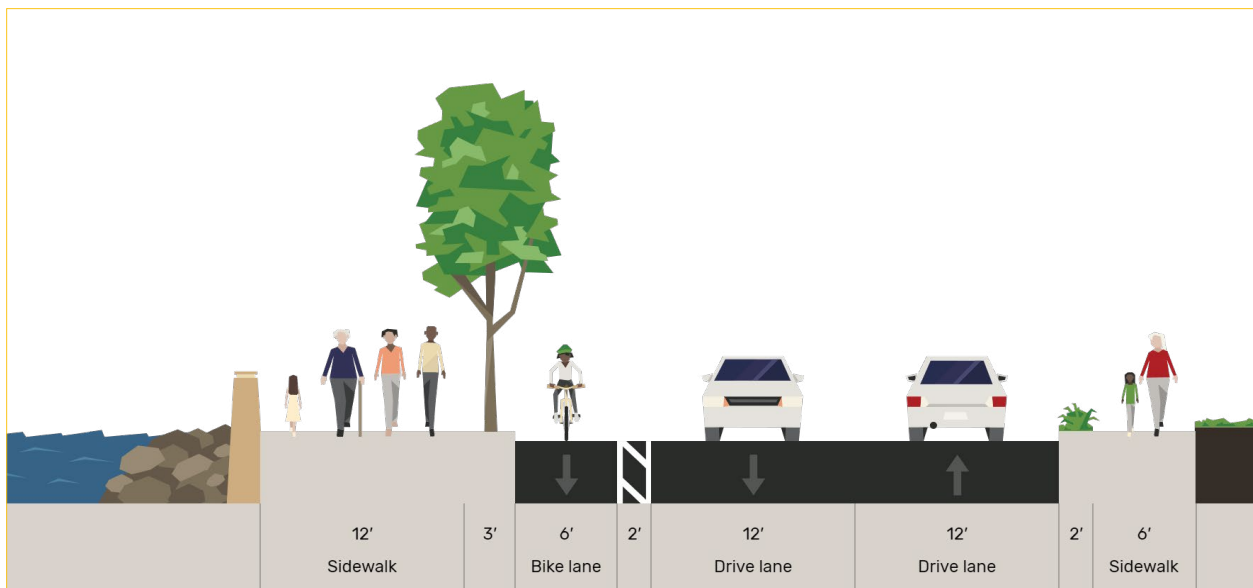 12′ 3′ 6′ 2′ 12′ 12′ 2′ 6′
Sidewalk Bike lane Drive lane Drive lane Sidewalk